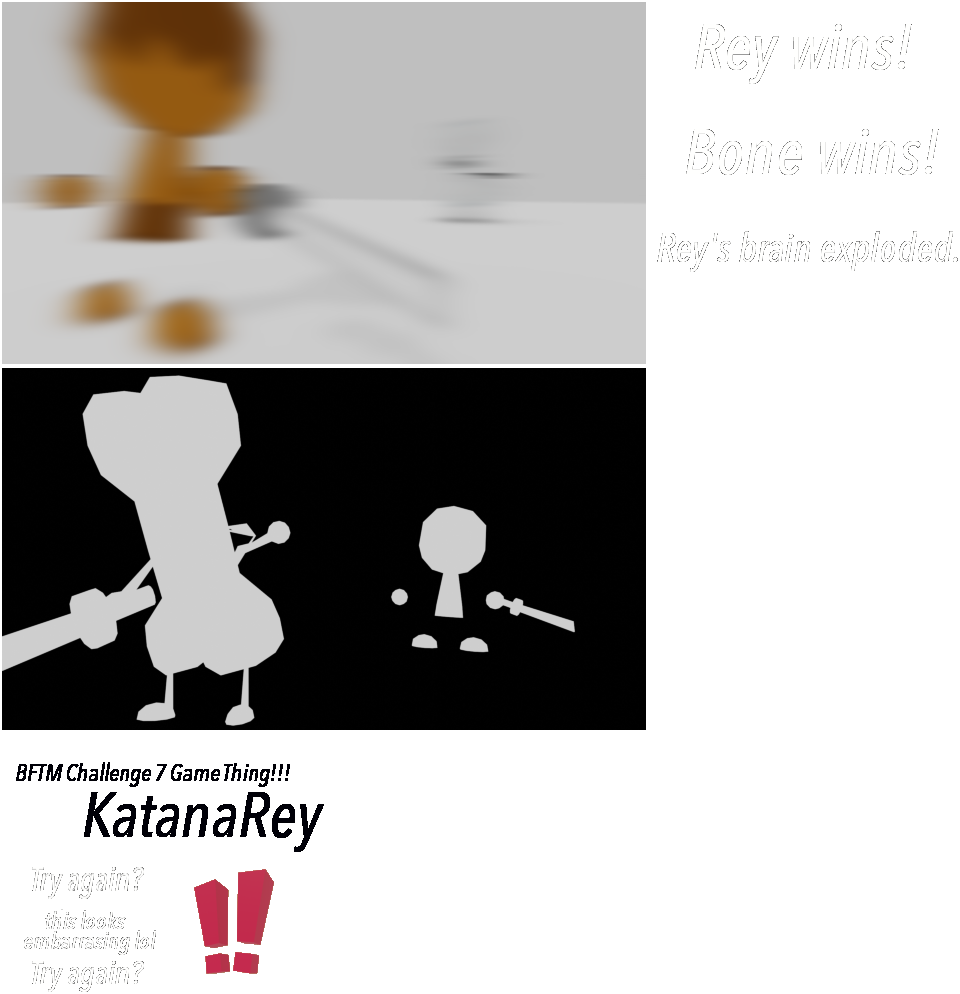 Rey wins!
Bone wins!
Rey's brain exploded.
BFTM Challenge 7 Game Thing!!!
KatanaRey
Try again?
this looks
embarrasing lol
Try again?
!!